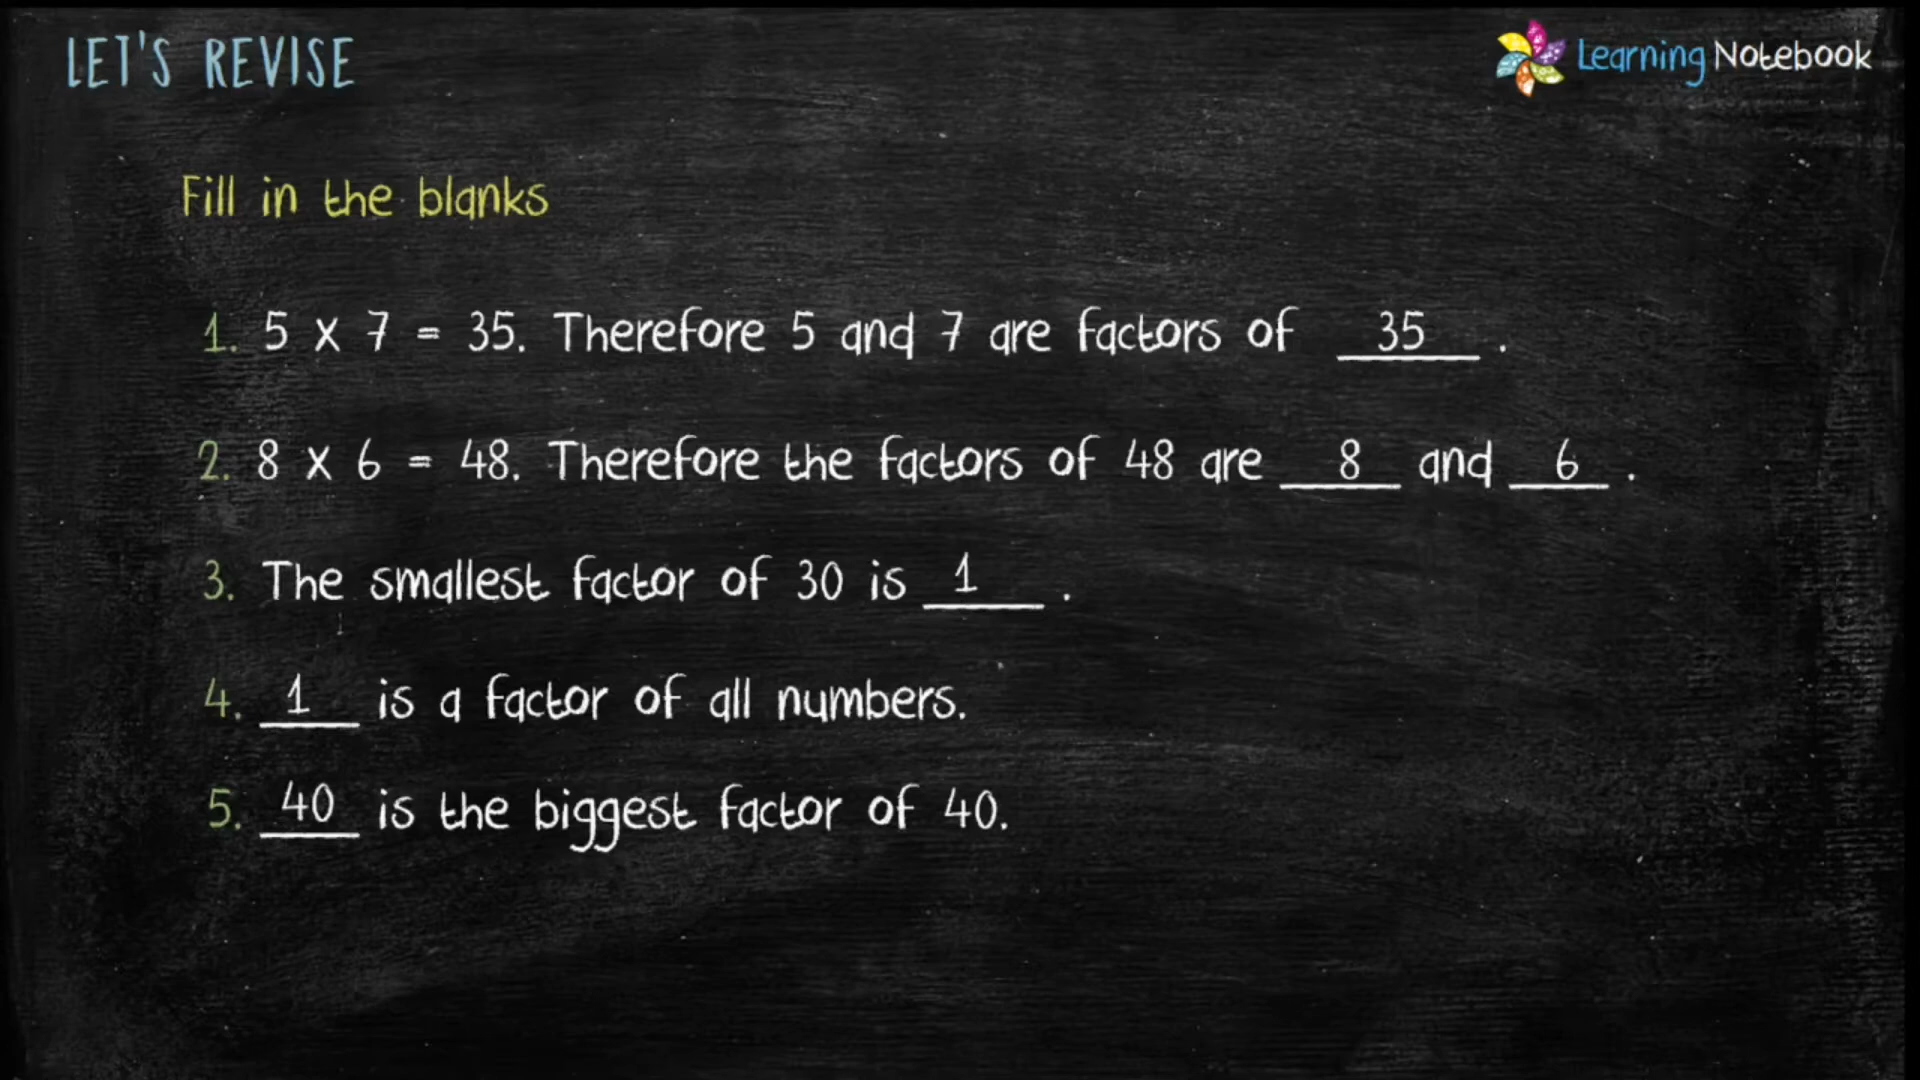 LET'S REVISE
Learning Notebook
Fill in the blanks
1. 5 x 7 = 35. Therefore 5 and 7 are factors of 35 .
2. 8 x 6 = 48. Therefore the factors of 48 are 8 and 6 .
3. The smallest factor of 30 is 1 .
4. 1 is a factor of all numbers.
5. 40 is the biggest factor of 40.